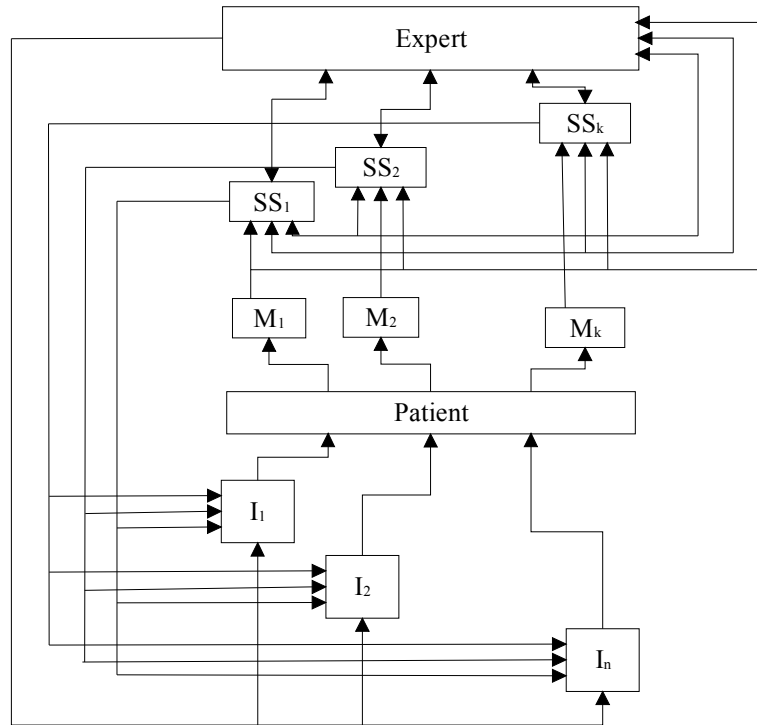 Expert
SSₖ
SS₂
SS₁
M₁
M₂
Mₖ
Patient
I₁
I₂
Iₙ